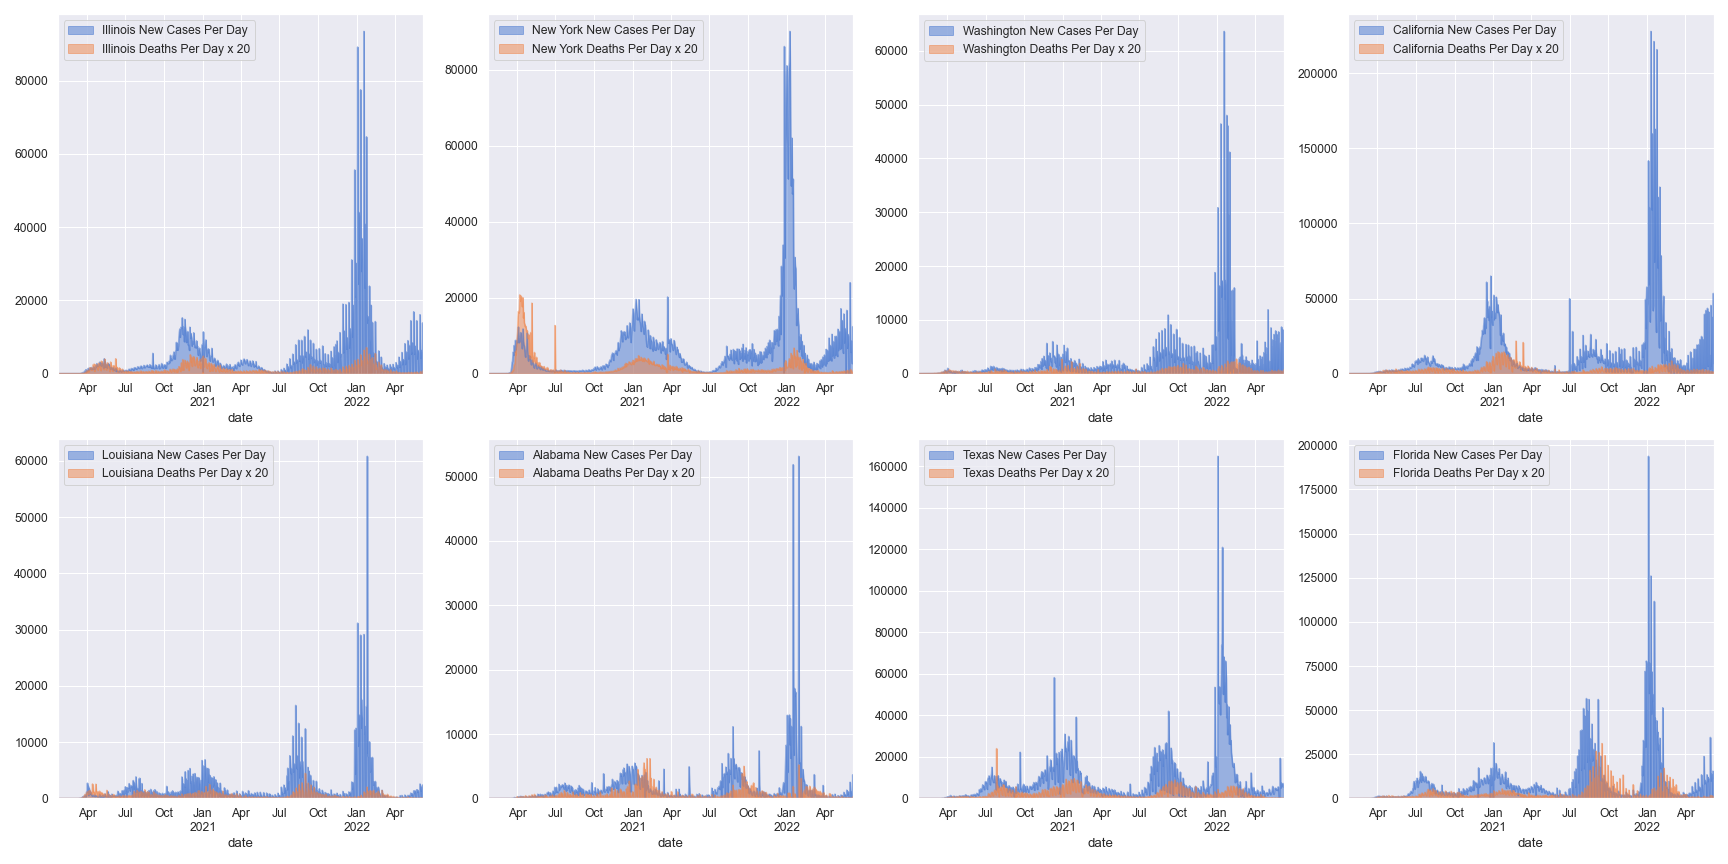 Illinois New Cases Per Day
Illinois Deaths Per Day x 20
80000
60000
40000
20000
0
Apr Jul Oct Jan Apr Jul Oct Jan Apr
2021 2022
date
New York New Cases Per Day
New York Deaths Per Day x 20
80000
60000
40000
20000
0
Apr Jul Oct Jan Apr Jul Oct Jan Apr
2021 2022
date
Washington New Cases Per Day
Washington Deaths Per Day x 20
60000
50000
40000
30000
20000
10000
0
Apr Jul Oct Jan Apr Jul Oct Jan Apr
2021 2022
date
California New Cases Per Day
California Deaths Per Day x 20
200000
150000
100000
50000
0
Apr Jul Oct Jan Apr Jul Oct Jan Apr
2021 2022
date
Louisiana New Cases Per Day
Louisiana Deaths Per Day x 20
60000
50000
40000
30000
20000
10000
0
Apr Jul Oct Jan Apr Jul Oct Jan Apr
2021 2022
date
Alabama New Cases Per Day
Alabama Deaths Per Day x 20
50000
40000
30000
20000
10000
0
Apr Jul Oct Jan Apr Jul Oct Jan Apr
2021 2022
date
Texas New Cases Per Day
Texas Deaths Per Day x 20
160000
140000
120000
100000
80000
60000
40000
20000
0
Apr Jul Oct Jan Apr Jul Oct Jan Apr
2021 2022
date
Florida New Cases Per Day
Florida Deaths Per Day x 20
200000
175000
150000
125000
100000
75000
50000
25000
0
Apr Jul Oct Jan Apr Jul Oct Jan Apr
2021 2022
date